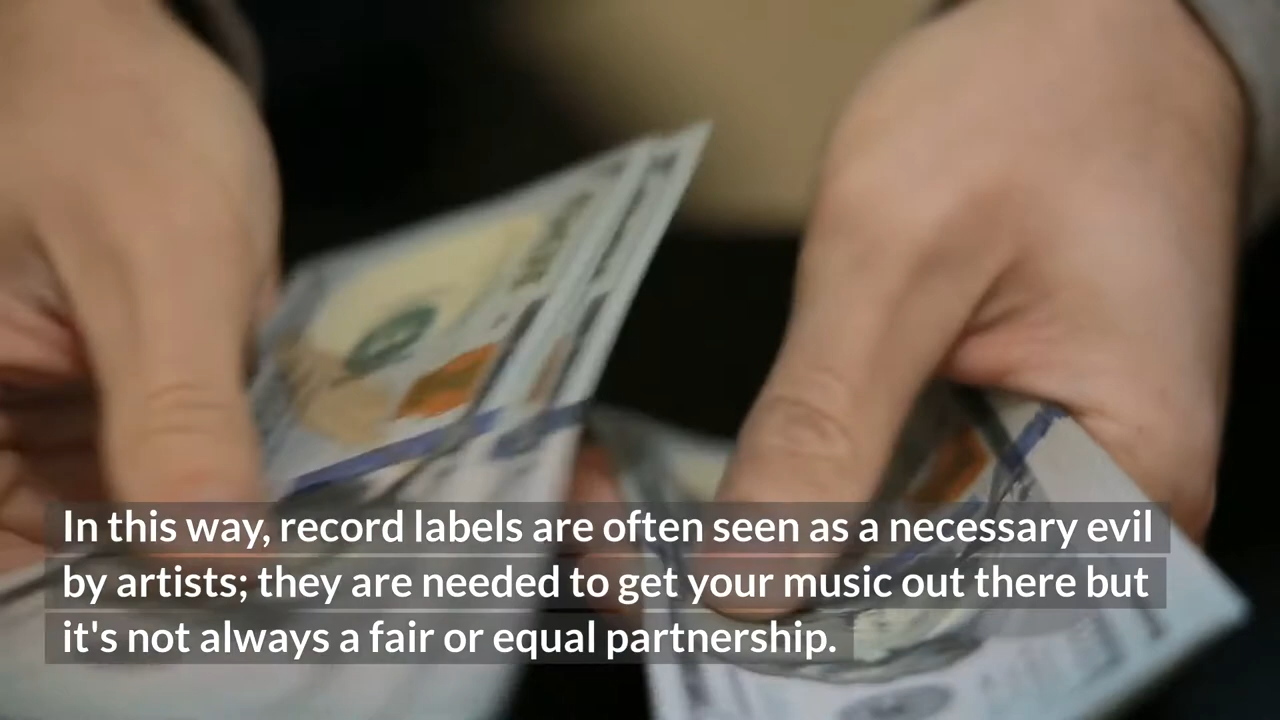 In this way, record labels are often seen as a necessary evil
by artists; they are needed to get your music out there but
it's not always a fair or equal partnership.